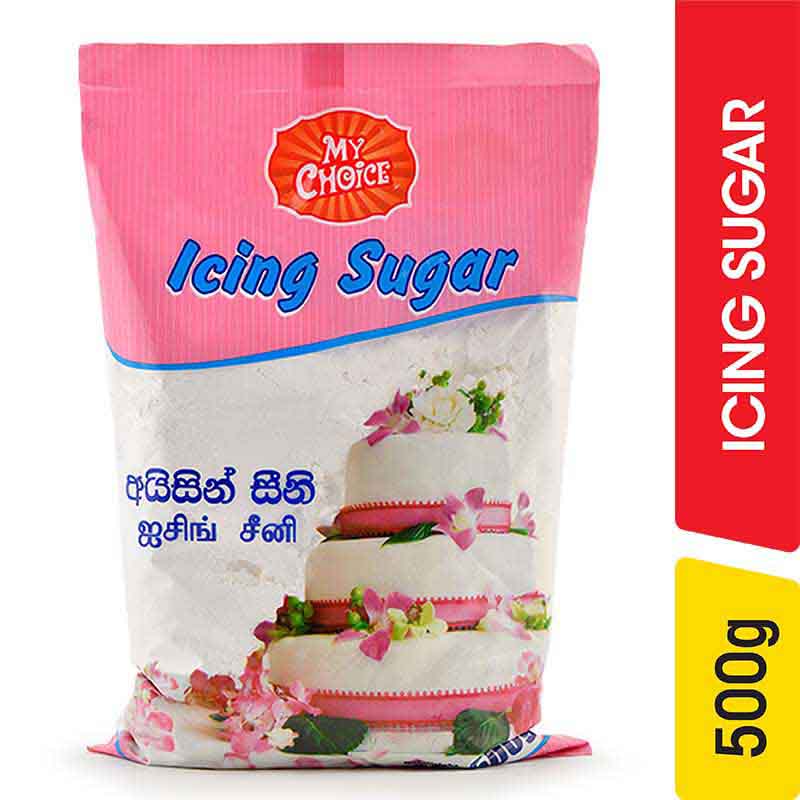 MY
CHOICE
Icing Sugar
අයිසින් සීනි
ஐசிங் சீனி
ICING SUGAR
500g